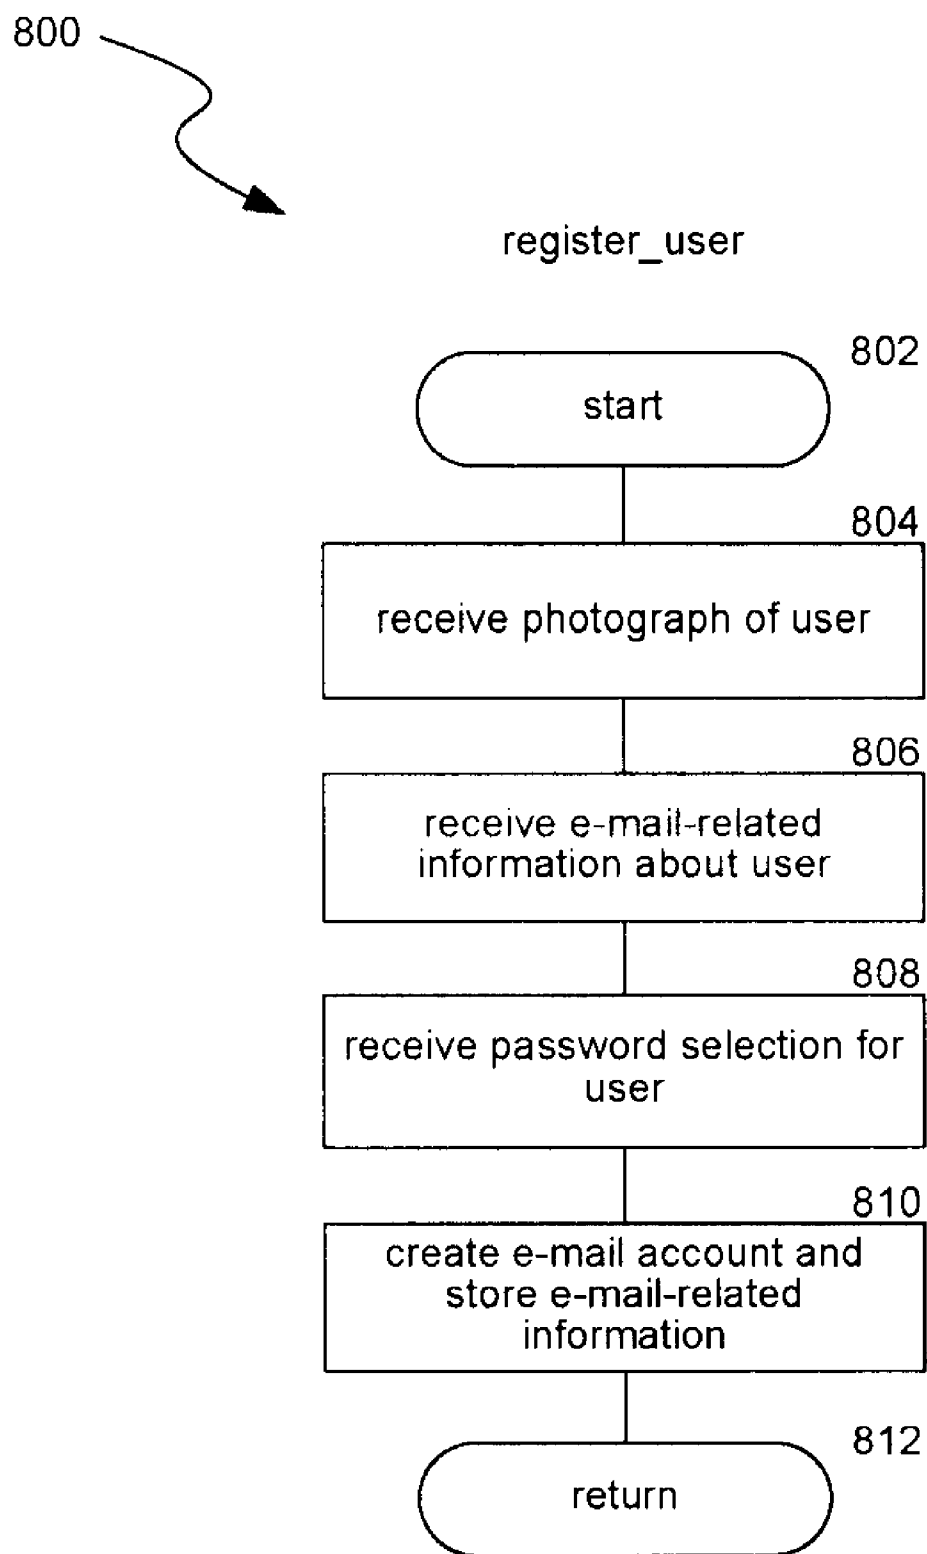 800
register_user
802
start
804
receive photograph of user
806
receive e-mail-related
information about user
808
receive password selection for
user
810
create e-mail account and
store e-mail-related
information
812
return